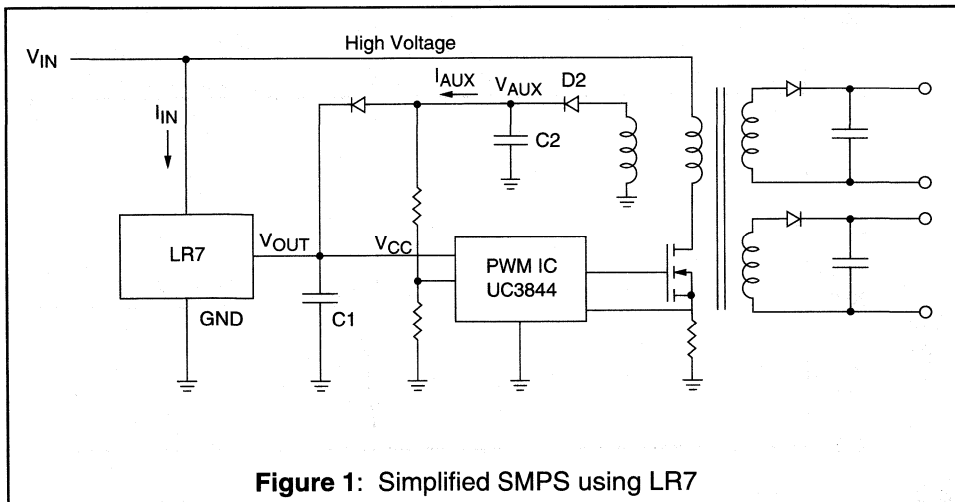 High Voltage
V_IN
I_AUX
V_AUX
D2
I_IN
C2
LR7
V_OUT
V_CC
PWM IC
UC3844
GND
C1
Figure 1: Simplified SMPS using LR7